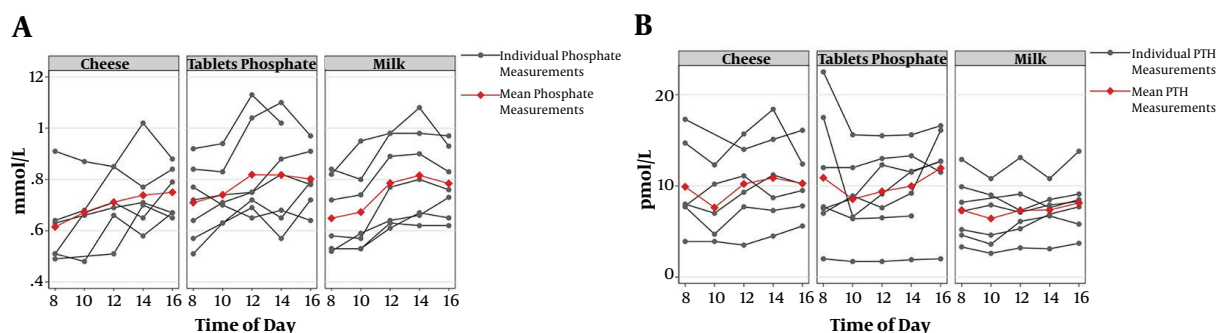 A
Cheese
Tablets Phosphate
Milk
Individual Phosphate
Measurements
Mean Phosphate
Measurements
mmol/L
12
1
.8
.6
.4
8 10 12 14 16
8 10 12 14 16
8 10 12 14 16
Time of Day
B
Cheese
Tablets Phosphate
Milk
Individual PTH
Measurements
Mean PTH
Measurements
pmol/L
20
10
0
8 10 12 14 16
8 10 12 14 16
8 10 12 14 16
Time of Day